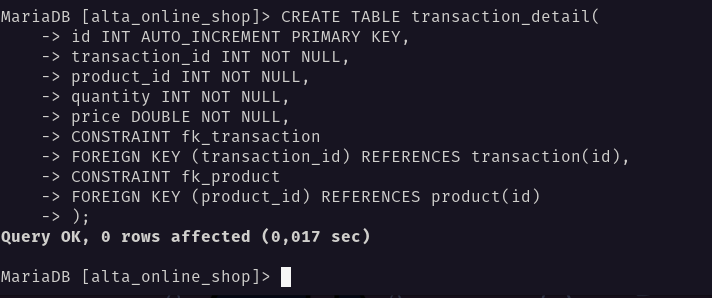 MariaDB [alta_online_shop]> CREATE TABLE transaction_detail(
    -> id INT AUTO_INCREMENT PRIMARY KEY,
    -> transaction_id INT NOT NULL,
    -> product_id INT NOT NULL,
    -> quantity INT NOT NULL,
    -> price DOUBLE NOT NULL,
    -> CONSTRAINT fk_transaction
    -> FOREIGN KEY (transaction_id) REFERENCES transaction(id),
    -> CONSTRAINT fk_product
    -> FOREIGN KEY (product_id) REFERENCES product(id)
    -> );
Query OK, 0 rows affected (0,017 sec)
MariaDB [alta_online_shop]>